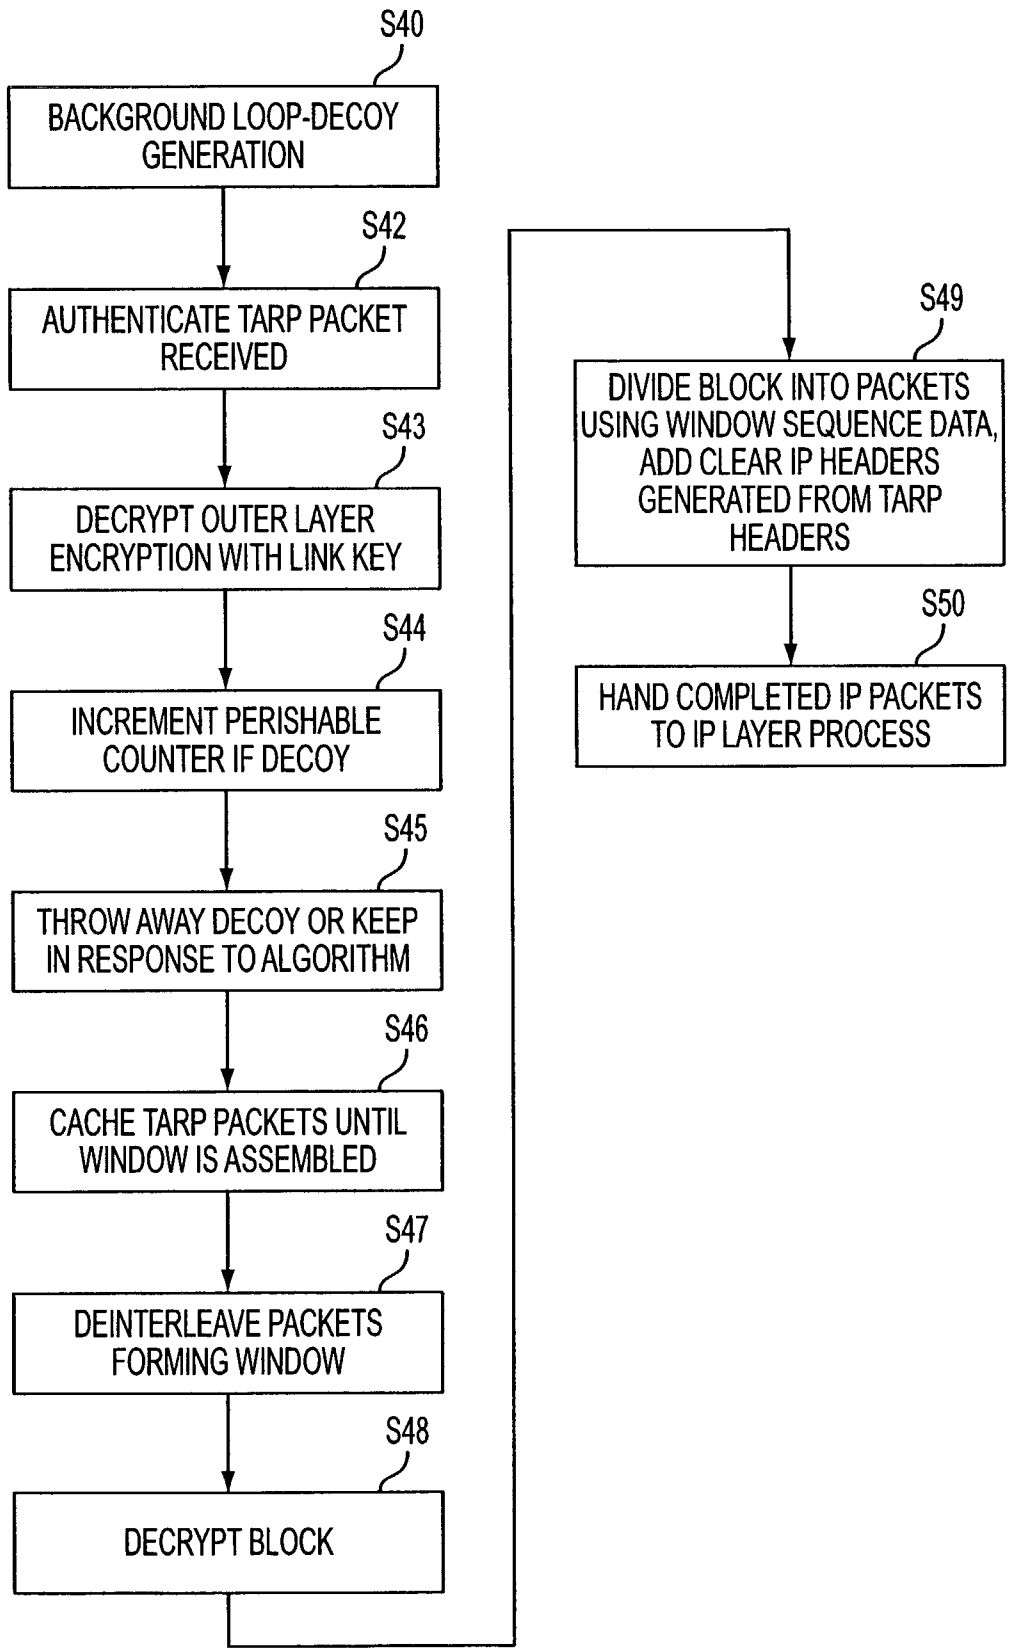 S40
BACKGROUND LOOP-DECOY
GENERATION
S42
AUTHENTICATE TARP PACKET
RECEIVED
S43
DECRYPT OUTER LAYER
ENCRYPTION WITH LINK KEY
S44
INCREMENT PERISHABLE
COUNTER IF DECOY
S45
THROW AWAY DECOY OR KEEP
IN RESPONSE TO ALGORITHM
S46
CACHE TARP PACKETS UNTIL
WINDOW IS ASSEMBLED
S47
DEINTERLEAVE PACKETS
FORMING WINDOW
S48
DECRYPT BLOCK
S49
DIVIDE BLOCK INTO PACKETS
USING WINDOW SEQUENCE DATA,
ADD CLEAR IP HEADERS
GENERATED FROM TARP
HEADERS
S50
HAND COMPLETED IP PACKETS
TO IP LAYER PROCESS